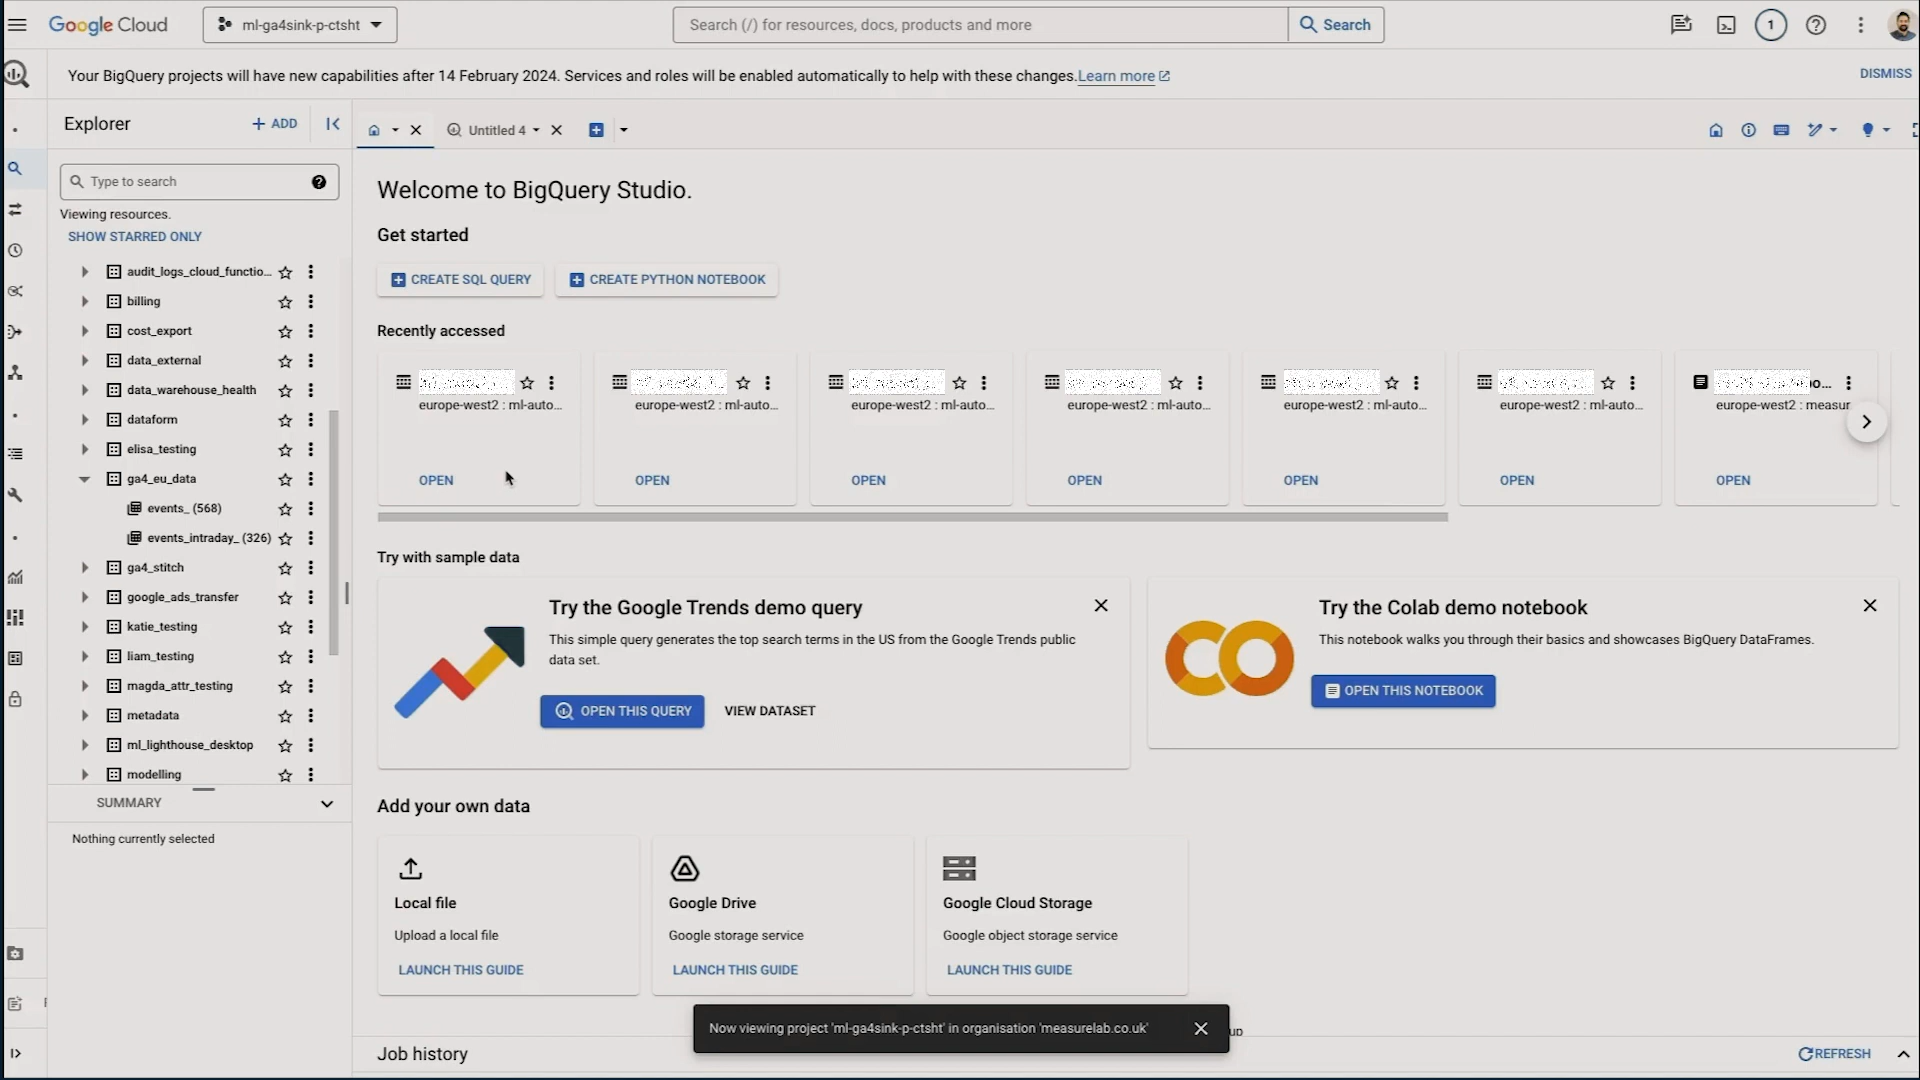 Google Cloud
ml-ga4sink-p-ctsht
Search (/) for resources, docs, products and more
Search
1
Your BigQuery projects will have new capabilities after 14 February 2024. Services and roles will be enabled automatically to help with these changes. Learn more
DISMISS
Explorer
+ ADD
Untitled 4
Type to search
Viewing resources.
SHOW STARRED ONLY
audit_logs_cloud_functio...
billing
cost_export
data_external
data_warehouse_health
dataform
elisa_testing
ga4_eu_data
events_ (568)
events_intraday_ (326)
ga4_stitch
google_ads_transfer
katie_testing
liam_testing
magda_attr_testing
metadata
ml_lighthouse_desktop
modelling
SUMMARY
Nothing currently selected
Welcome to BigQuery Studio.
Get started
CREATE SQL QUERY
CREATE PYTHON NOTEBOOK
Recently accessed
europe-west2 : ml-auto...
OPEN
europe-west2 : ml-auto...
OPEN
europe-west2 : ml-auto...
OPEN
europe-west2 : ml-auto...
OPEN
europe-west2 : ml-auto...
OPEN
europe-west2 : ml-auto...
OPEN
europe-west2 : measur
OPEN
Try with sample data
Try the Google Trends demo query
This simple query generates the top search terms in the US from the Google Trends public
data set.
OPEN THIS QUERY
VIEW DATASET
Try the Colab demo notebook
This notebook walks you through their basics and showcases BigQuery DataFrames.
OPEN THIS NOTEBOOK
Add your own data
Local file
Upload a local file
LAUNCH THIS GUIDE
Google Drive
Google storage service
LAUNCH THIS GUIDE
Google Cloud Storage
Google object storage service
LAUNCH THIS GUIDE
Now viewing project 'ml-ga4sink-p-ctsht' in organisation 'measurelab.co.uk'
Job history
REFRESH